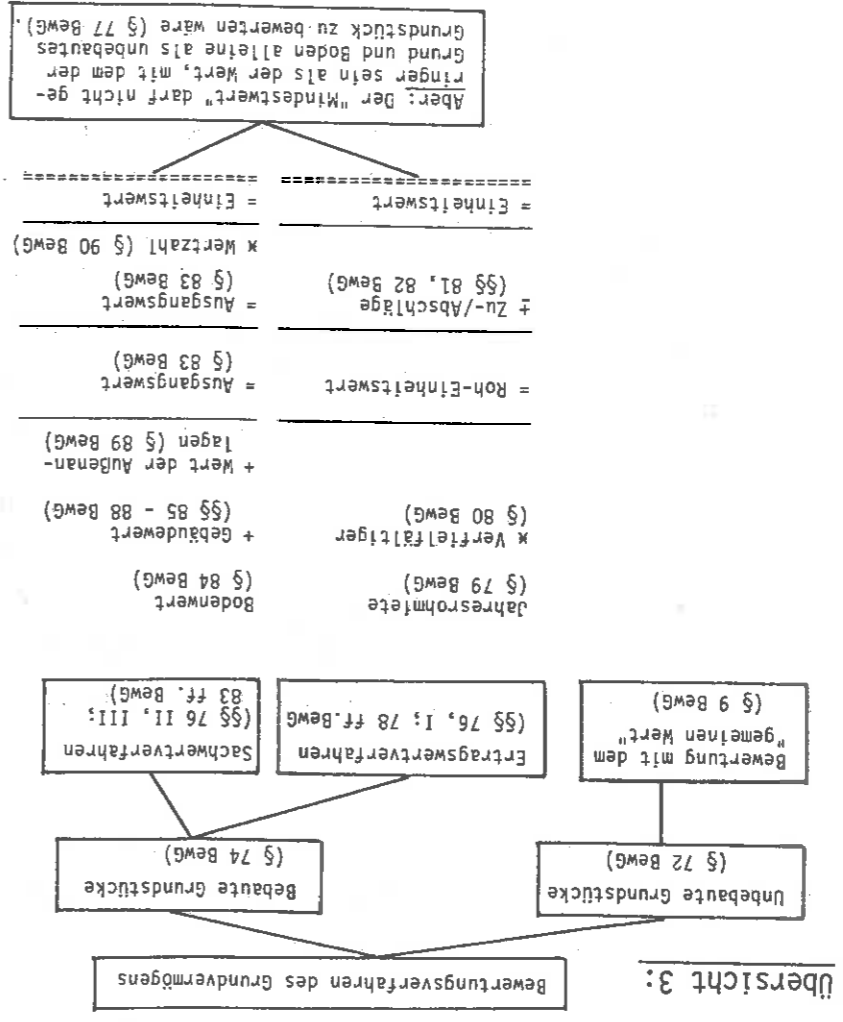 Übersicht 3:
Bewertungsverfahren des Grundvermögens
Unbebaute Grundstücke
(§ 72 BewG)
Bebaute Grundstücke
(§ 74 BewG)
Bewertung mit dem
"gemeinen Wert"
(§ 9 BewG)
Ertragswertverfahren
(§§ 76, I; 78 ff.BewG
Sachwertverfahren
(§§ 76 II, III;
83 ff. BewG)
Jahresrohmiete
(§ 79 BewG)
* Verfielfältiger
(§ 80 BewG)
= Roh-Einheitswert
± Zu-/Abschläge
(§§ 81, 82 BewG)
= Einheitswert
======================
Bodenwert
(§ 84 BewG)
+ Gebäudewert
(§§ 85 - 88 BewG)
+ Wert der Außenan-
lagen (§ 89 BewG)
= Ausgangswert
(§ 83 BewG)
= Ausgangswert
(§ 83 BewG)
* Wertzahl (§ 90 BewG)
= Einheitswert
======================
Aber: Der "Mindestwert" darf nicht ge-
ringer sein als der Wert, mit dem der
Grund und Boden alleine als unbebautes
Grundstück zu bewerten wäre (§ 77 BewG).